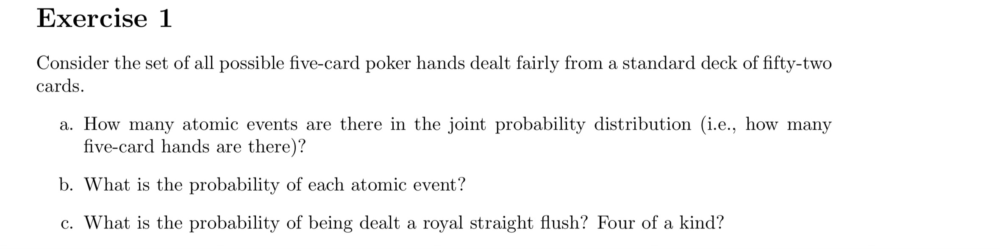 Exercise 1
Consider the set of all possible five-card poker hands dealt fairly from a standard deck of fifty-two
cards.
a. How many atomic events are there in the joint probability distribution (i.e., how many
five-card hands are there)?
b. What is the probability of each atomic event?
c. What is the probability of being dealt a royal straight flush? Four of a kind?